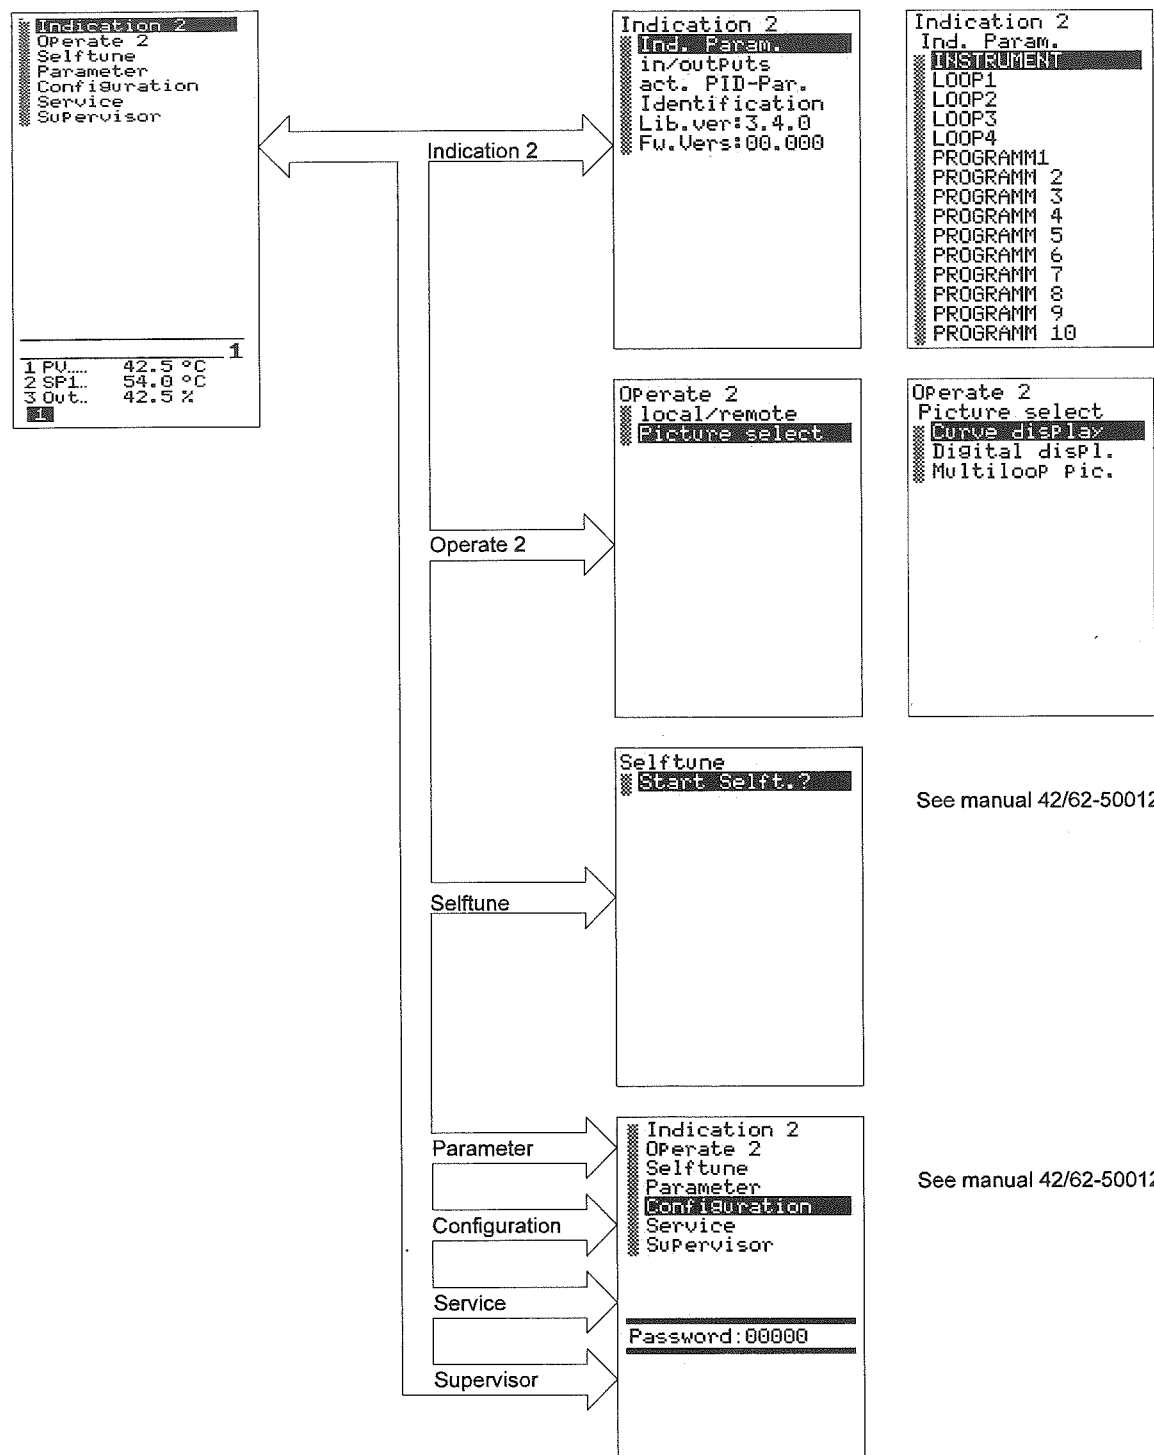 Indication 2
Operate 2
Selftune
Parameter
Configuration
Service
Supervisor
1
1 PV..... 42.5 °C
2 SP1.. 54.0 °C
3 Out.. 42.5 %
1
Indication 2
Indication 2
Ind. Param.
in/outputs
act. PID-Par.
Identification
Lib.ver:3.4.0
Fw.Vers:00.000
Indication 2
Ind. Param.
INSTRUMENT
LOOP1
LOOP2
LOOP3
LOOP4
PROGRAMM1
PROGRAMM 2
PROGRAMM 3
PROGRAMM 4
PROGRAMM 5
PROGRAMM 6
PROGRAMM 7
PROGRAMM 8
PROGRAMM 9
PROGRAMM 10
Operate 2
Operate 2
local/remote
Picture select
Operate 2
Picture select
Curve display
Digital displ.
Multiloop pic.
Selftune
Selftune
Start Selft.?
See manual 42/62-50012
Parameter
Configuration
Service
Supervisor
Indication 2
Operate 2
Selftune
Parameter
Configuration
Service
Supervisor
Password:00000
See manual 42/62-50012